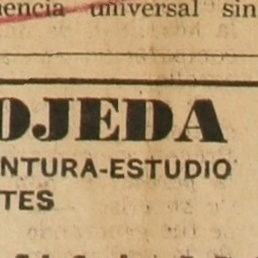 encia universal sin
OJEDA
NTURA-ESTUDIO
TES